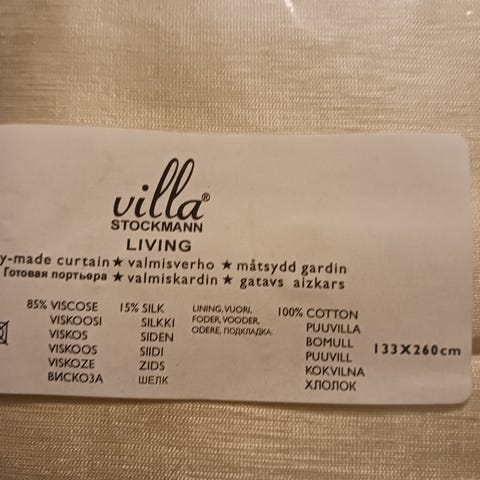 villa®
STOCKMANN
LIVING
y-made curtain ★ valmisverho ★ måtsydd gardin
Готовая портьера ★ valmiskardin ★ gatavs aizkars
85% VISCOSE
VISKOOSI
VISKOS
VISKOOS
VISKOZE
ВИСКОЗА
15% SILK
SILKKI
SIDEN
SIIDI
ZIDS
ШЕЛК
LINING, VUORI,
FODER, VOODER,
ODERE, ПОДКЛАДКА:
100% COTTON
PUUVILLA
BOMULL
PUUVILL
KOKVILNA
ХЛОПОК
133X260cm